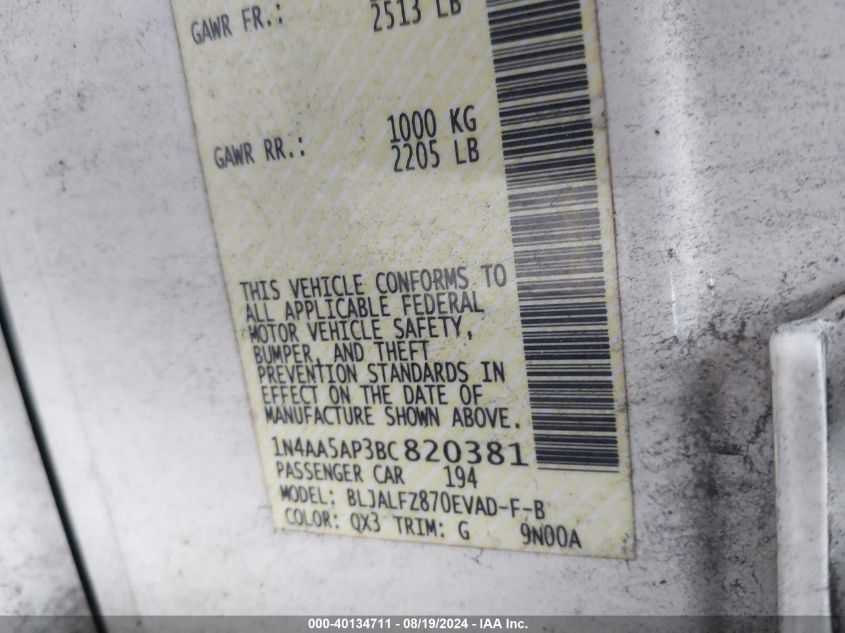 GAWR FR.: 2513 LB
1000 KG
GAWR RR.: 2205 LB
THIS VEHICLE CONFORMS TO
ALL APPLICABLE FEDERAL
MOTOR VEHICLE SAFETY,
BUMPER, AND THEFT
PREVENTION STANDARDS IN
EFFECT ON THE DATE OF
MANUFACTURE SHOWN ABOVE.
1N4AA5AP3BC820381
PASSENGER CAR 194
MODEL: BLJALFZ870EVAD-F-B
COLOR: QX3 TRIM: G 9N00A
000-40134711 - 08/19/2024 - IAA Inc.